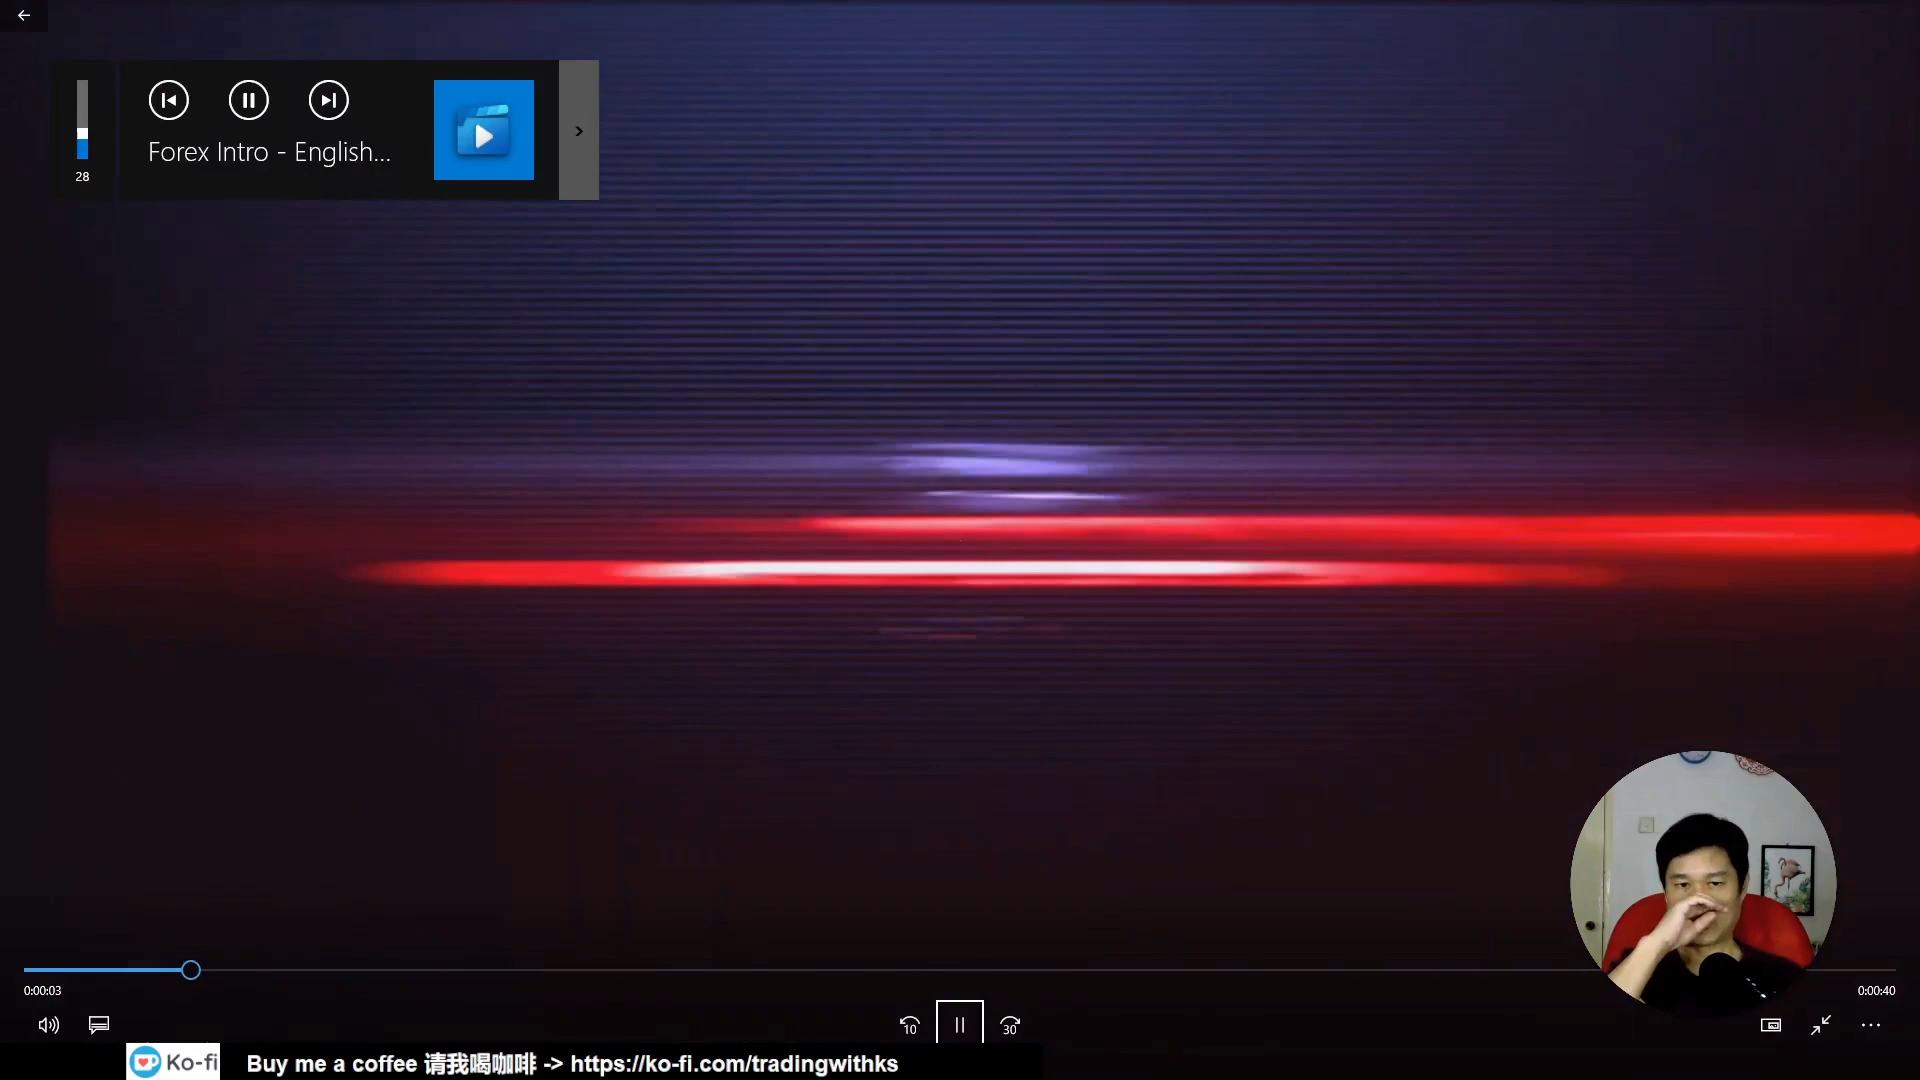 Forex Intro - English...
28
0:00:03
0:00:40
10
30
Ko-fi
Buy me a coffee 请我喝咖啡 -> https://ko-fi.com/tradingwithks